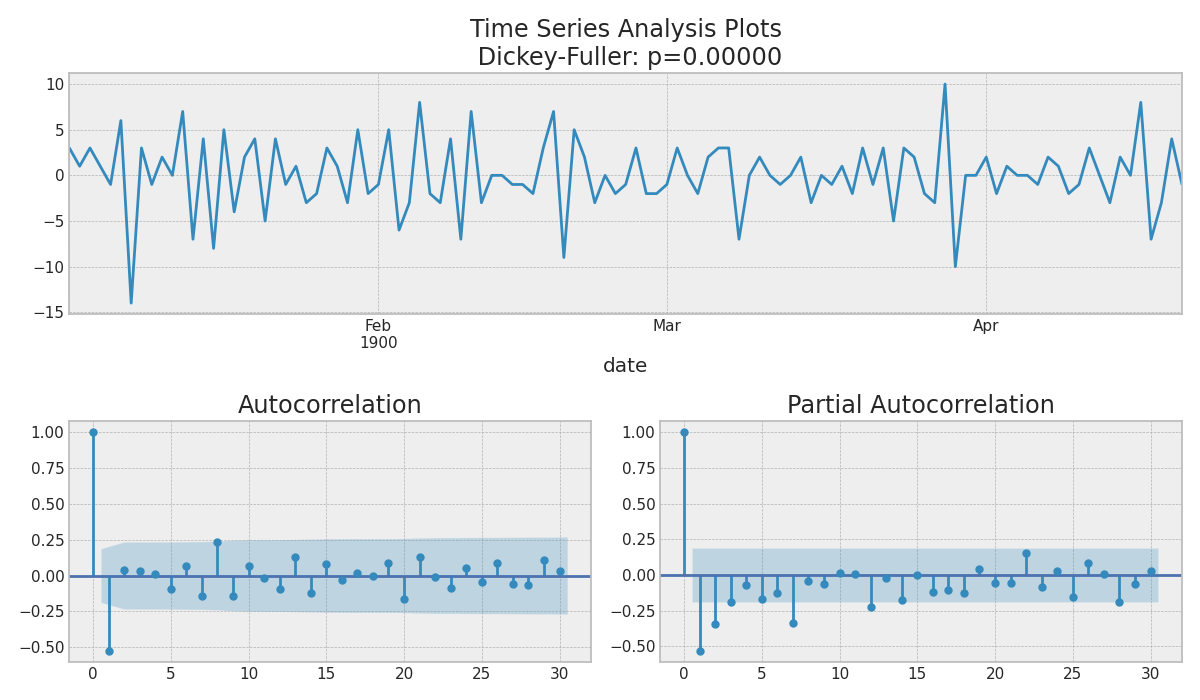 Time Series Analysis Plots
Dickey-Fuller: p=0.00000
10
5
0
−5
−10
−15
Feb
1900
Mar
Apr
date
Autocorrelation
1.00
0.75
0.50
0.25
0.00
−0.25
−0.50
0 5 10 15 20 25 30
Partial Autocorrelation
1.00
0.75
0.50
0.25
0.00
−0.25
−0.50
0 5 10 15 20 25 30